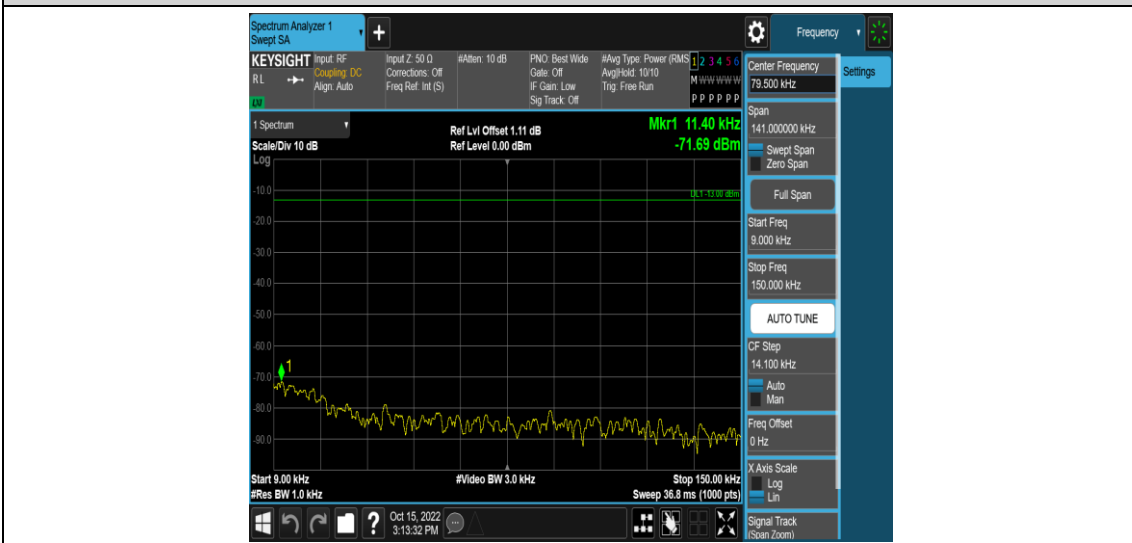 Spectrum Analyzer 1
Swept SA
+
Frequency
KEYSIGHT
RL
LW
Input: RF
Coupling: DC
Align: Auto
Input Z: 50 Ω
Corrections: Off
Freq Ref: Int (S)
#Atten: 10 dB
PNO: Best Wide
Gate: Off
IF Gain: Low
Sig Track: Off
#Avg Type: Power (RMS
Avg|Hold: 10/10
Trig: Free Run
1 2 3 4 5 6
M W W W W W
P P P P P P
1 Spectrum
Scale/Div 10 dB
Log
Ref Lvl Offset 1.11 dB
Ref Level 0.00 dBm
Mkr1 11.40 kHz
-71.69 dBm
DL1 -13.00 dBm
-10.0
-20.0
-30.0
-40.0
-50.0
-60.0
-70.0
-80.0
-90.0
1
Start 9.00 kHz
#Res BW 1.0 kHz
#Video BW 3.0 kHz
Stop 150.00 kHz
Sweep 36.8 ms (1000 pts)
Center Frequency
79.500 kHz
Settings
Span
141.000000 kHz
Swept Span
Zero Span
Full Span
Start Freq
9.000 kHz
Stop Freq
150.000 kHz
AUTO TUNE
CF Step
14.100 kHz
Auto
Man
Freq Offset
0 Hz
X Axis Scale
Log
Lin
Signal Track
(Span Zoom)
?
Oct 15, 2022
3:13:32 PM